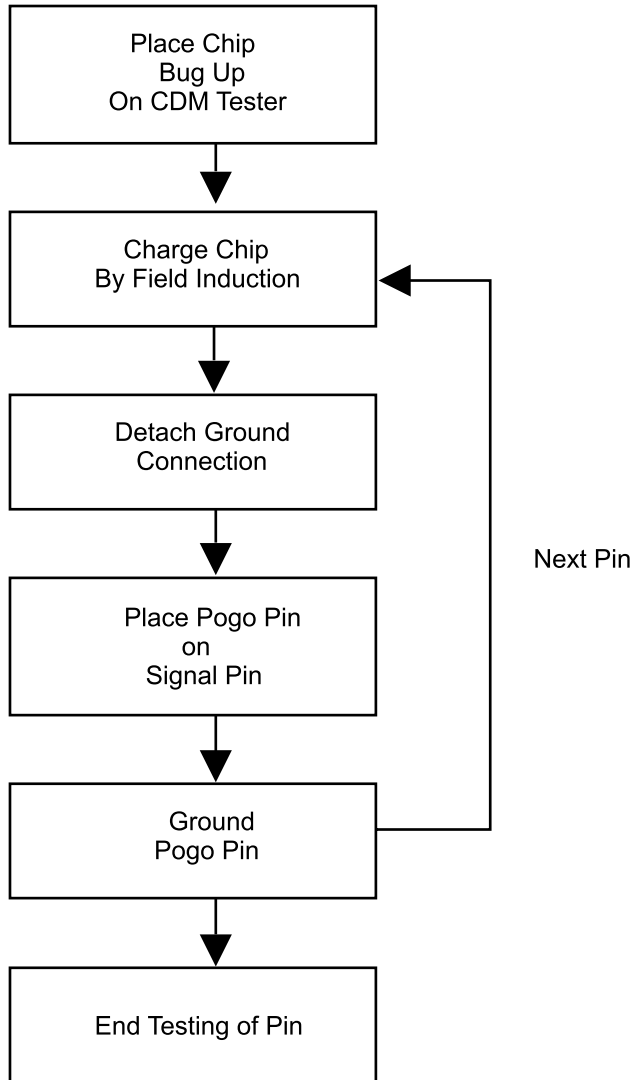 Place Chip
Bug Up
On CDM Tester
Charge Chip
By Field Induction
Detach Ground
Connection
Next Pin
Place Pogo Pin
on
Signal Pin
Ground
Pogo Pin
End Testing of Pin